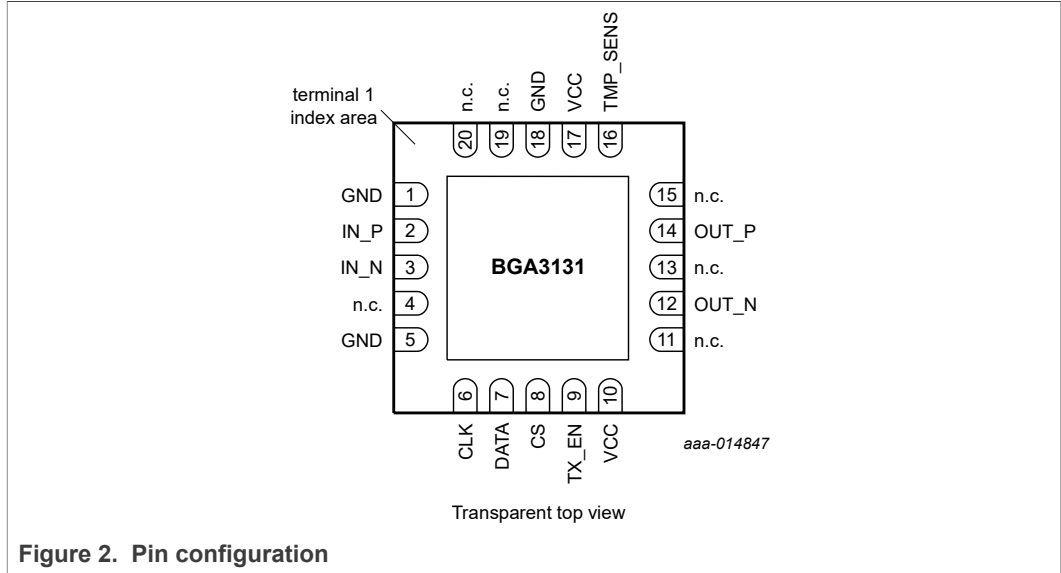 terminal 1
index area
n.c.
n.c.
GND
VCC
TMP_SENS
20
19
18
17
16
GND 1
IN_P 2
IN_N 3
n.c. 4
GND 5
BGA3131
15 n.c.
14 OUT_P
13 n.c.
12 OUT_N
11 n.c.
6
7
8
9
10
CLK
DATA
CS
TX_EN
VCC
aaa-014847
Transparent top view
Figure 2. Pin configuration